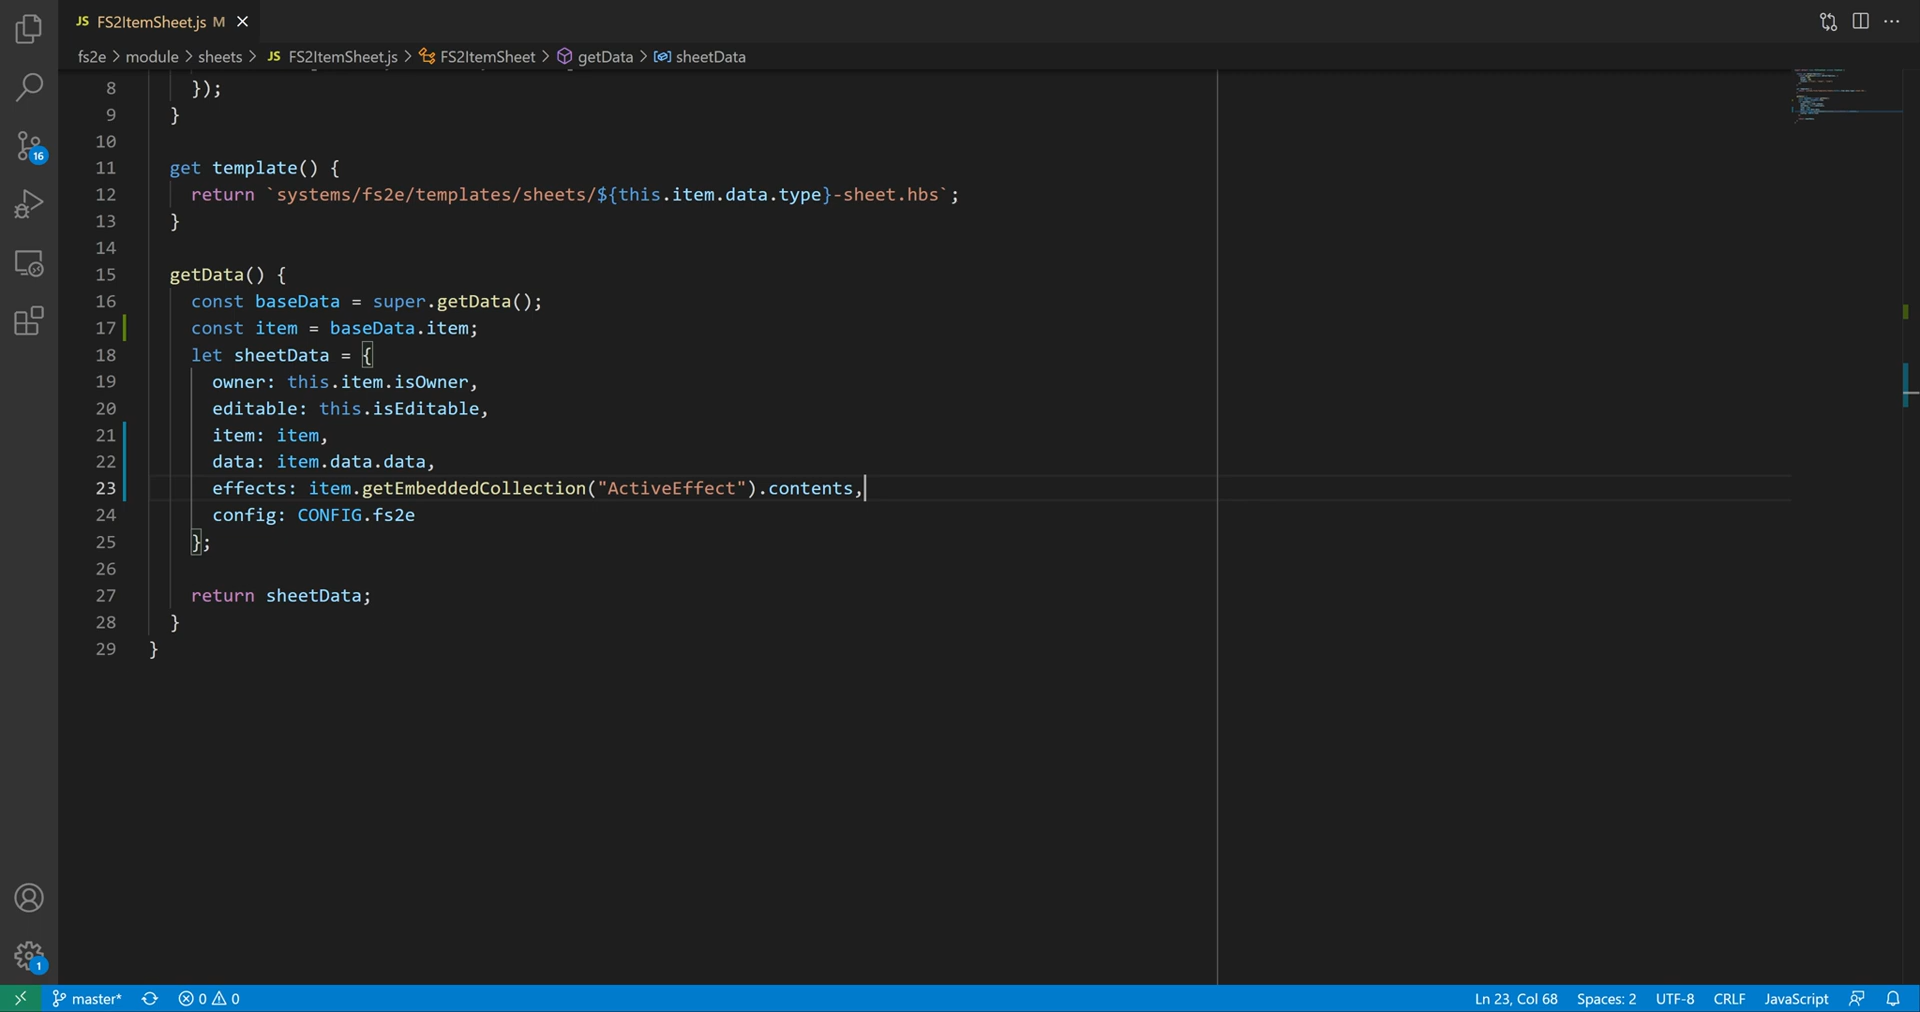 JS FS2ItemSheet.js M
fs2e > module > sheets > JS FS2ItemSheet.js > FS2ItemSheet > getData > sheetData
8 });
9 }
10
11 get template() {
12 return `systems/fs2e/templates/sheets/${this.item.data.type}-sheet.hbs`;
13 }
14
15 getData() {
16 const baseData = super.getData();
17 const item = baseData.item;
18 let sheetData = {
19 owner: this.item.isOwner,
20 editable: this.isEditable,
21 item: item,
22 data: item.data.data,
23 effects: item.getEmbeddedCollection("ActiveEffect").contents,
24 config: CONFIG.fs2e
25 };
26
27 return sheetData;
28 }
29 }
16
1
master* 0 0 Ln 23, Col 68 Spaces: 2 UTF-8 CRLF JavaScript